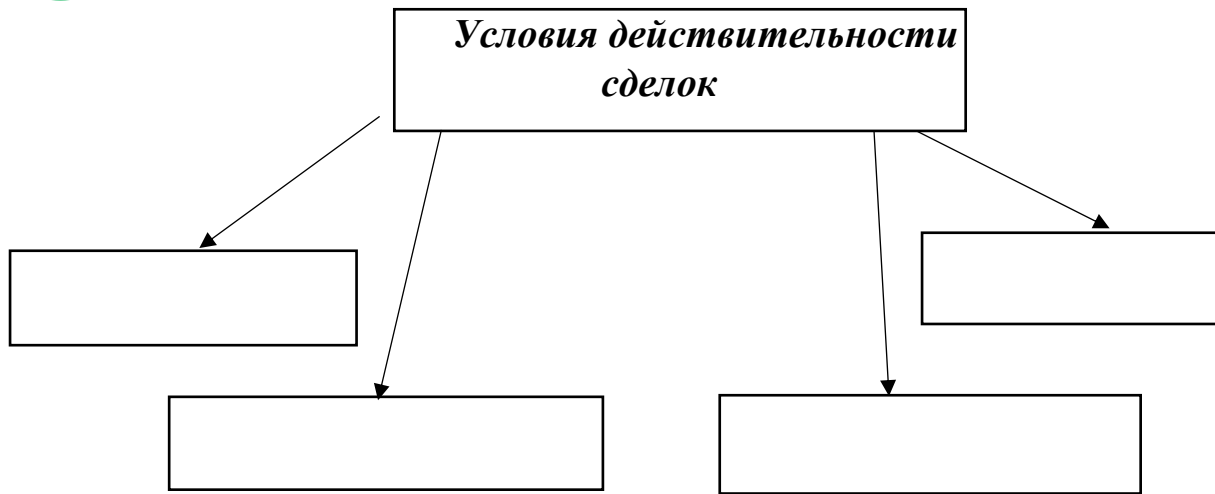 Условия действительности
сделок